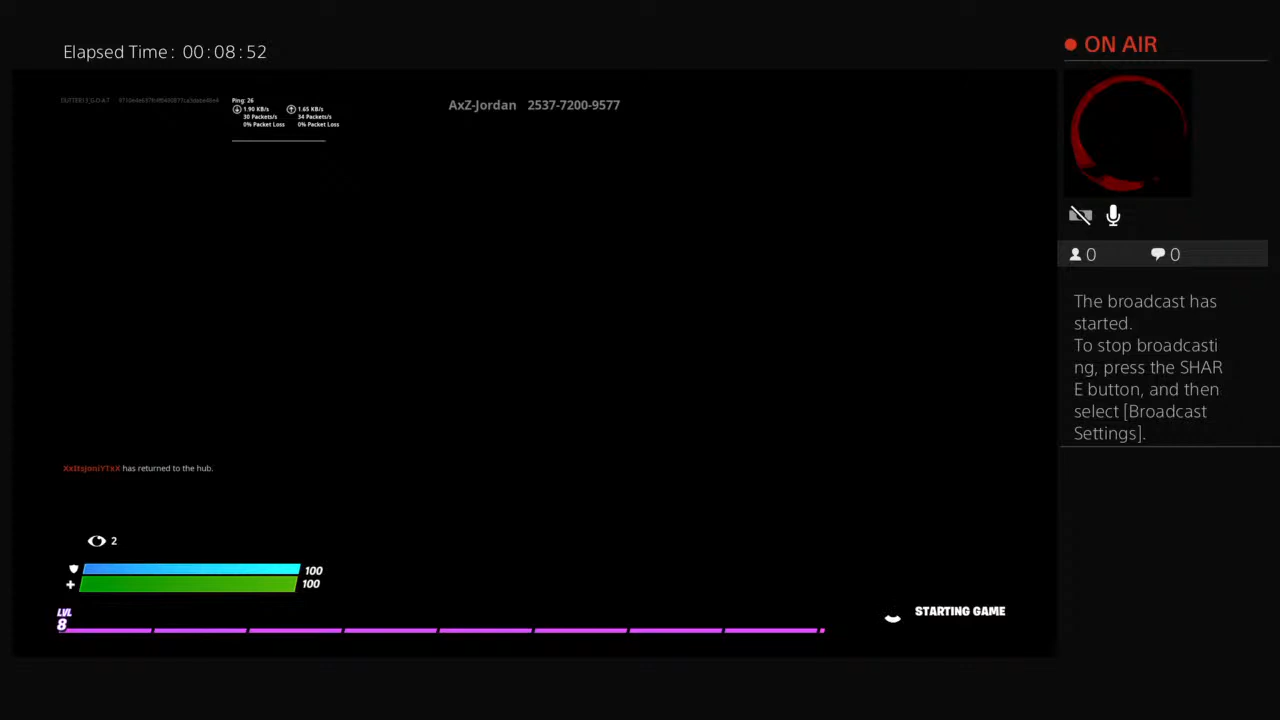 Elapsed Time: 00:08:52
ON AIR
Ping: 26
1.90 KB/s 1.65 KB/s
30 Packets/s 34 Packets/s
0% Packet Loss 0% Packet Loss
AxZ-Jordan 2537-7200-9577
0 0
The broadcast has
started.
To stop broadcasti
ng, press the SHAR
E button, and then
select [Broadcast
Settings].
XxItsJoniYTxX has returned to the hub.
2
100
100
LVL
8
STARTING GAME